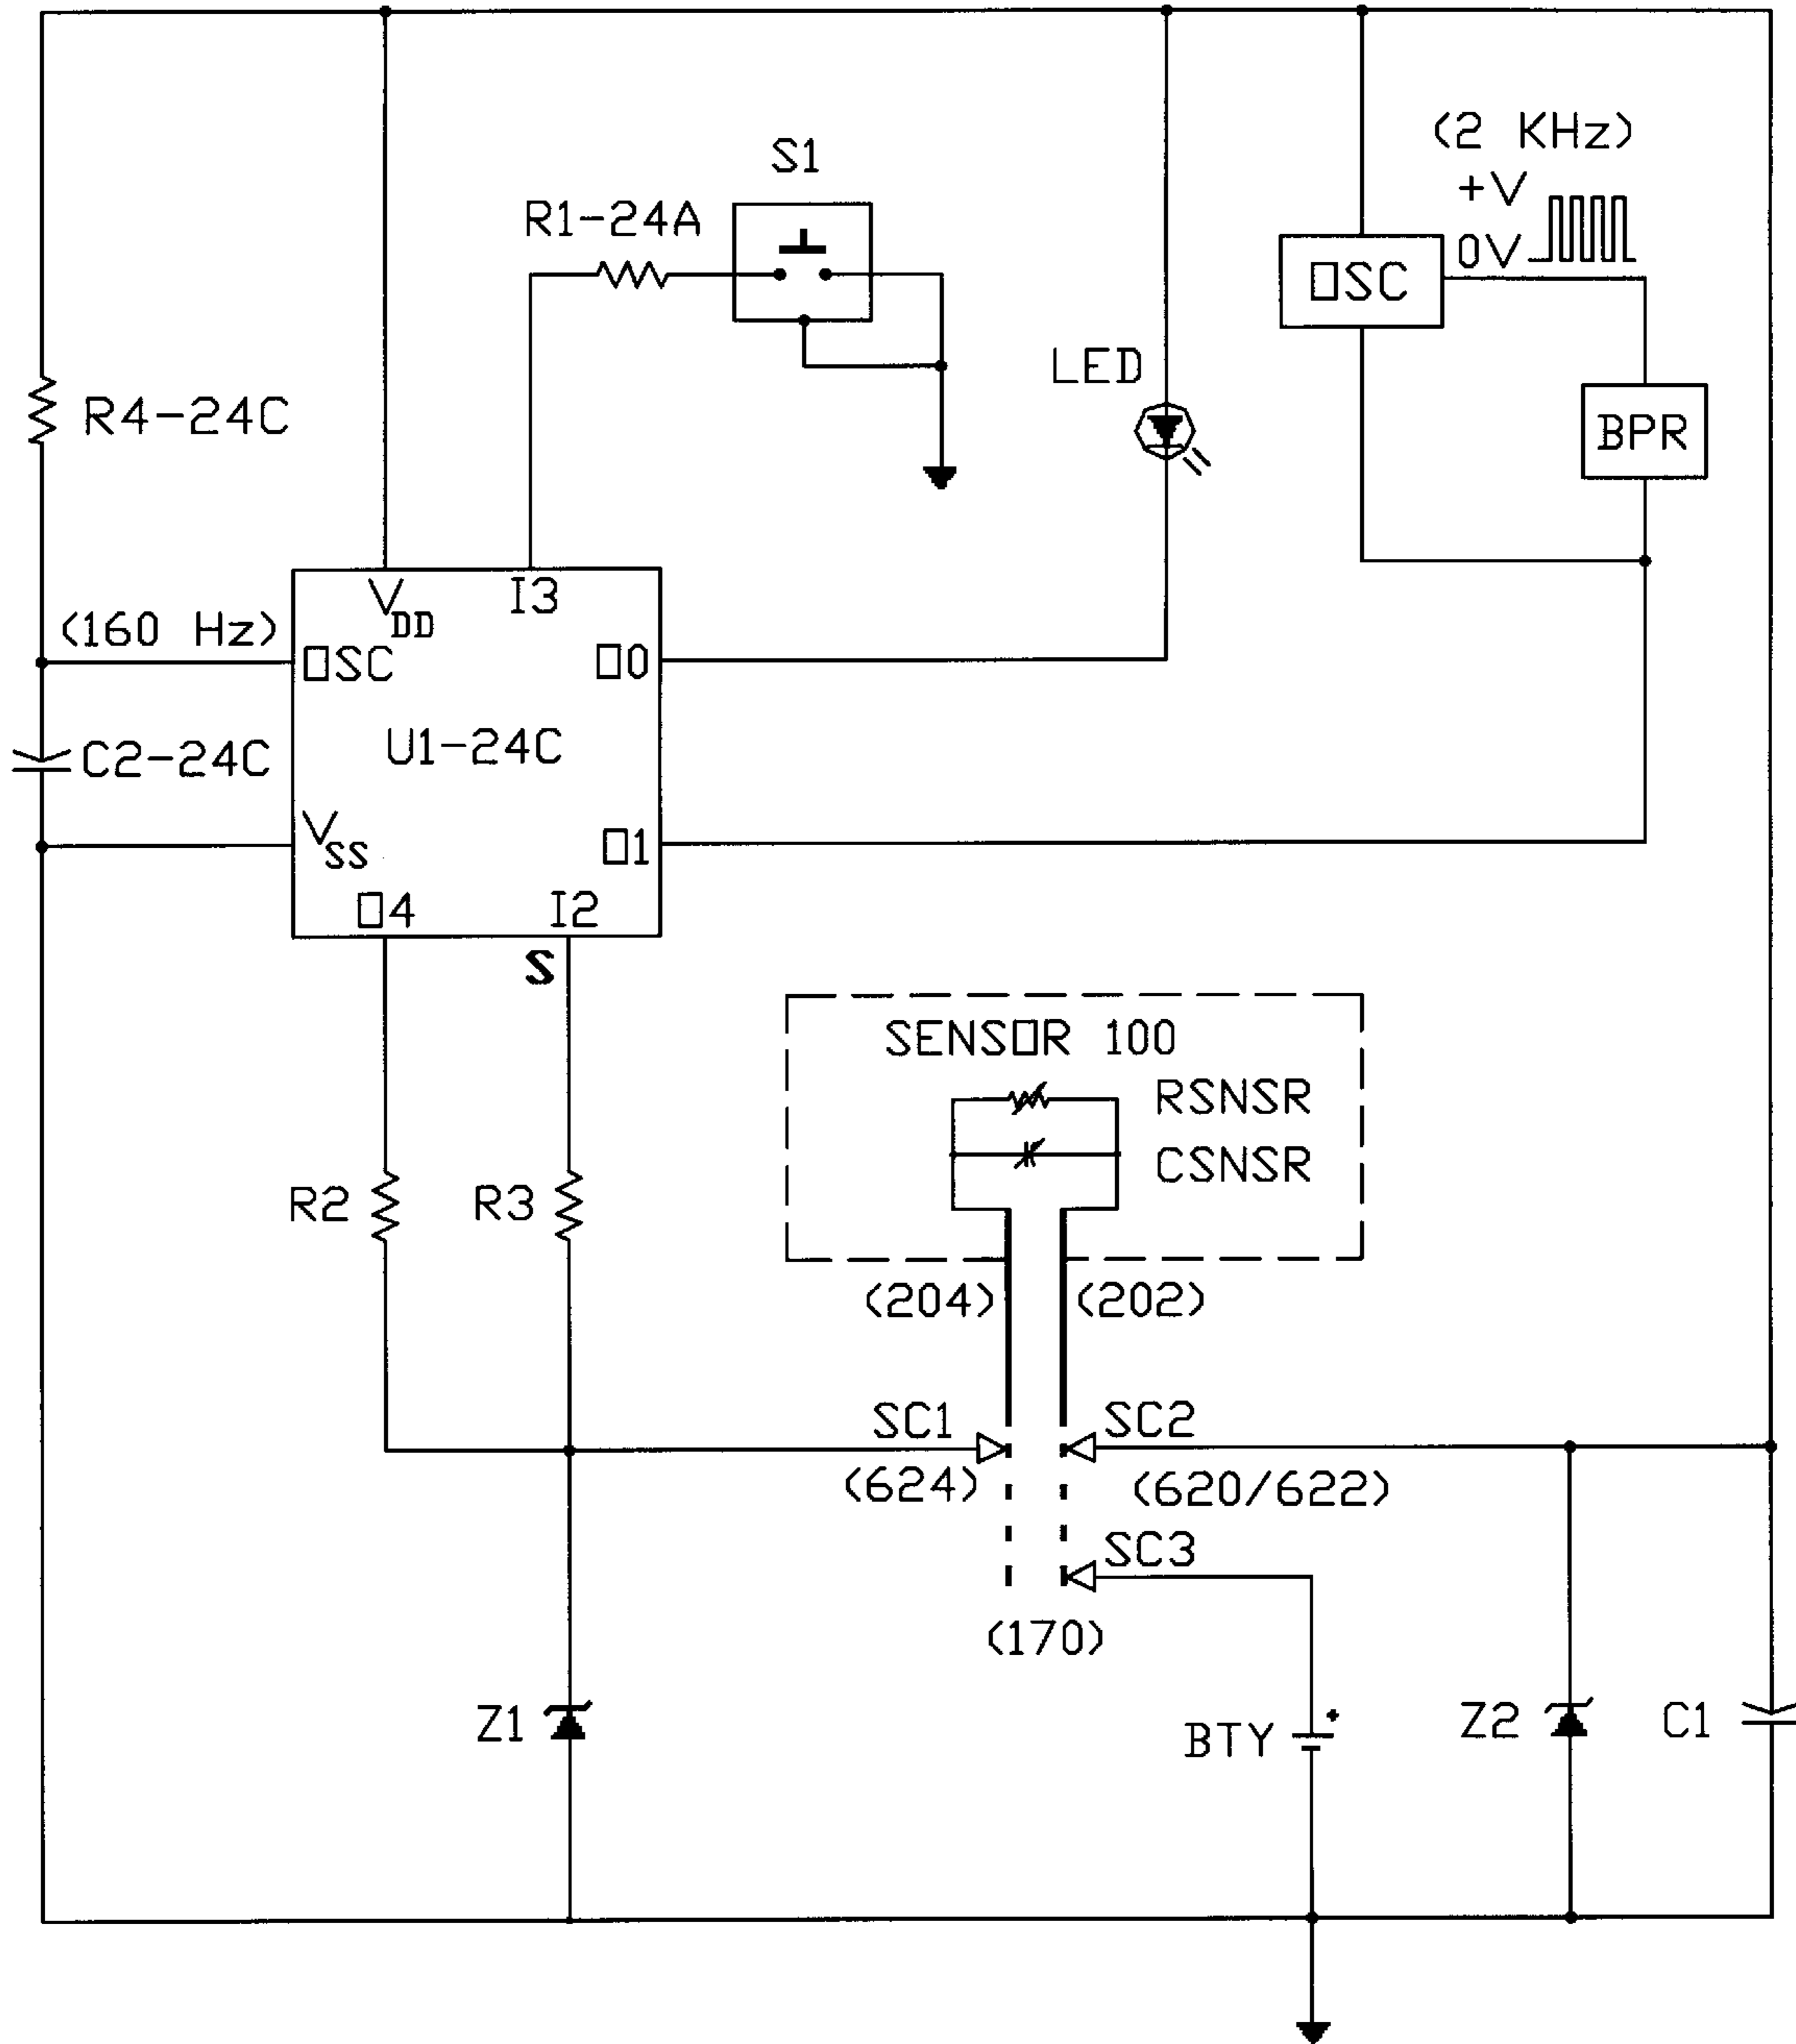 (2 KHz)
+V
0V
S1
R1-24A
OSC
LED
BPR
R4-24C
VDD
I3
(160 Hz)
OSC
O0
U1-24C
C2-24C
VSS
O1
O4
I2
S
SENSOR 100
RSNSR
CSNSR
R2
R3
(204)
(202)
SC1
SC2
(624)
(620/622)
SC3
(170)
Z1
BTY
+
Z2
C1